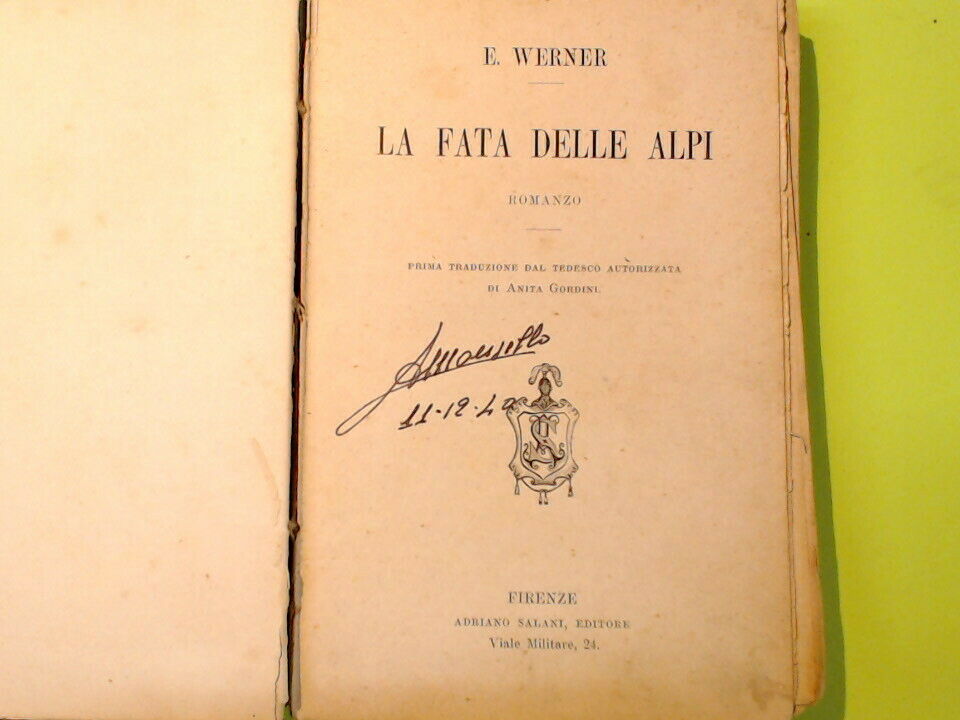 E. WERNER
LA FATA DELLE ALPI
ROMANZO
PRIMA TRADUZIONE DAL TEDESCO AUTORIZZATA
DI ANITA GORDINI.
FIRENZE
ADRIANO SALANI, EDITORE
Viale Militare, 24.